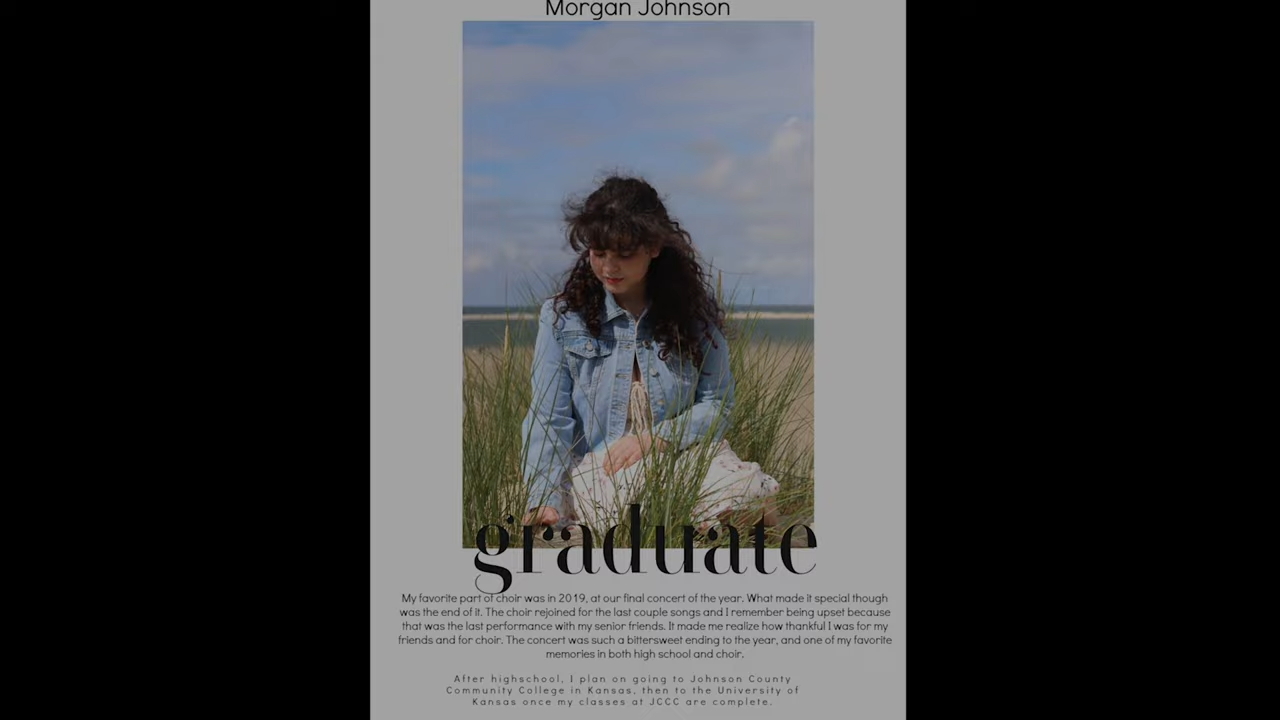 Morgan Johnson
graduate
My favorite part of choir was in 2019, at our final concert of the year. What made it special though
was the end of it. The choir rejoined for the last couple songs and I remember being upset because
that was the last performance with my senior friends. It made me realize how thankful I was for my
friends and for choir. The concert was such a bittersweet ending to the year, and one of my favorite
memories in both high school and choir.
After highschool, I plan on going to Johnson County
Community College in Kansas, then to the University of
Kansas once my classes at JCCC are complete.